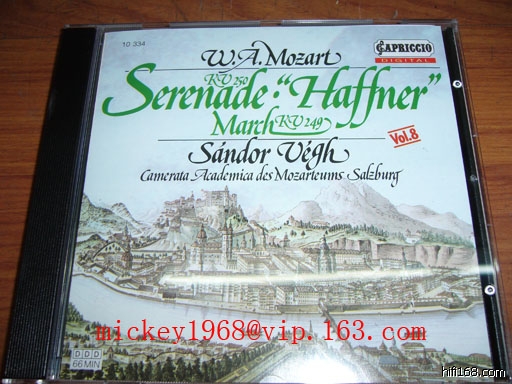 10 334
CAPRICCIO
DIGITAL
W.A. Mozart
KV 250
Serenade: "Haffner"
March KV 249
Vol. 8
Sándor Végh
Camerata Academica des Mozarteums Salzburg
mickey1968@vip.163.com
DDD
66 MIN
hifi168.com